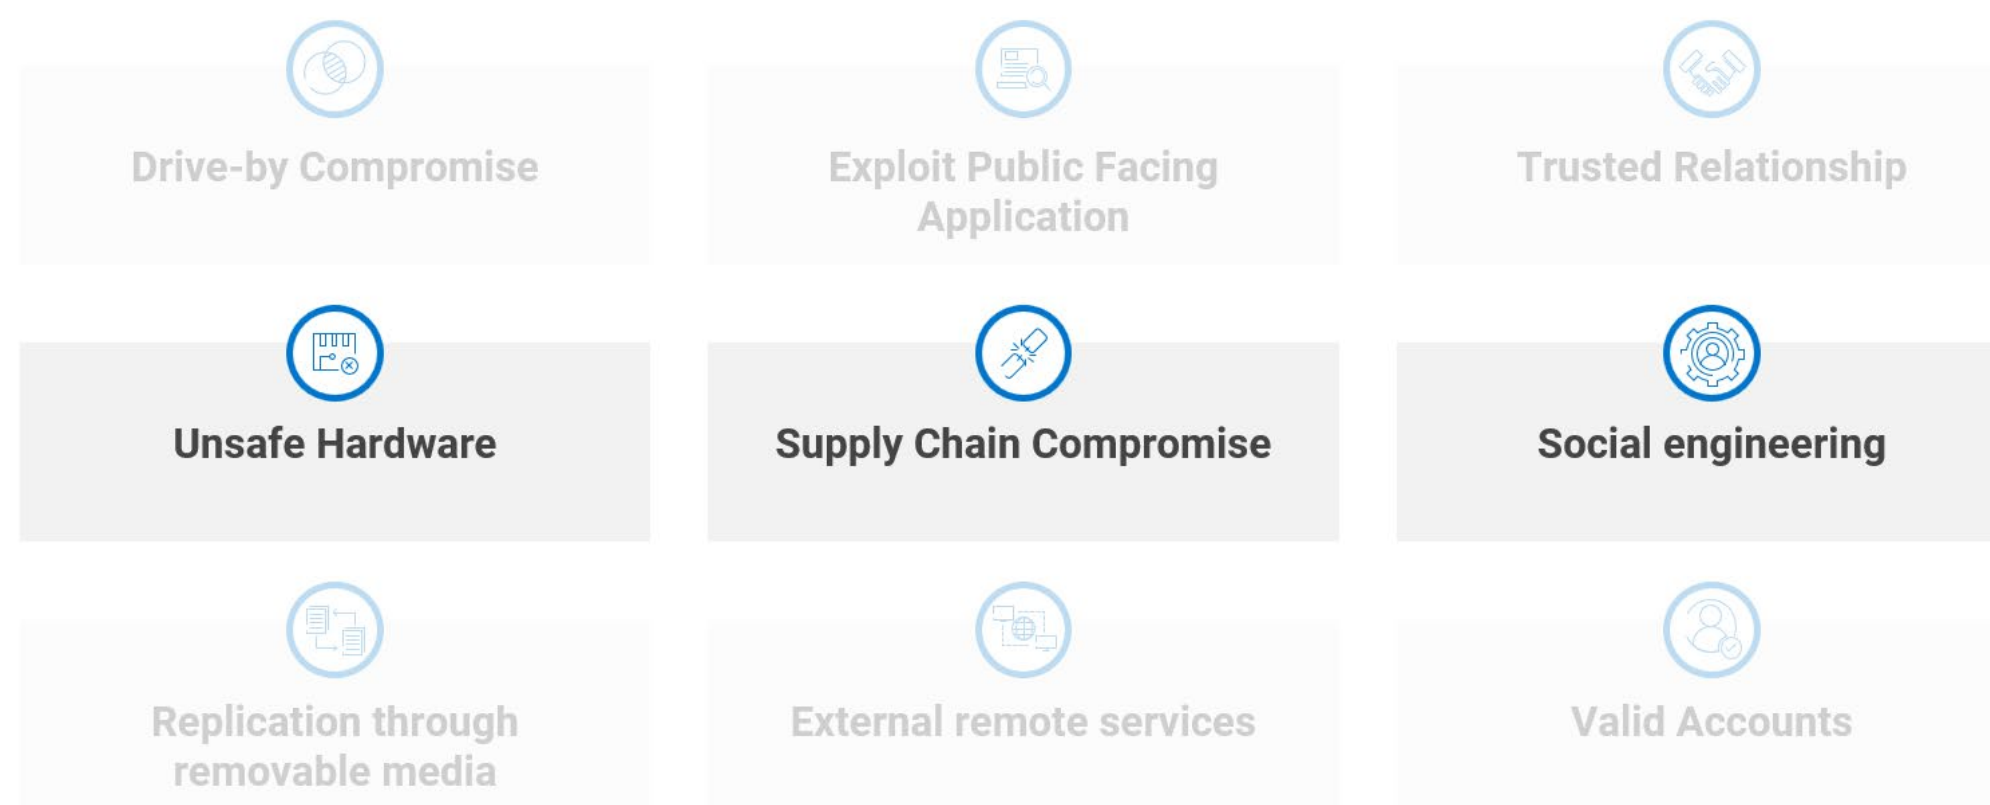 Drive-by Compromise
Exploit Public Facing
Application
Trusted Relationship
Unsafe Hardware
Supply Chain Compromise
Social engineering
Replication through
removable media
External remote services
Valid Accounts